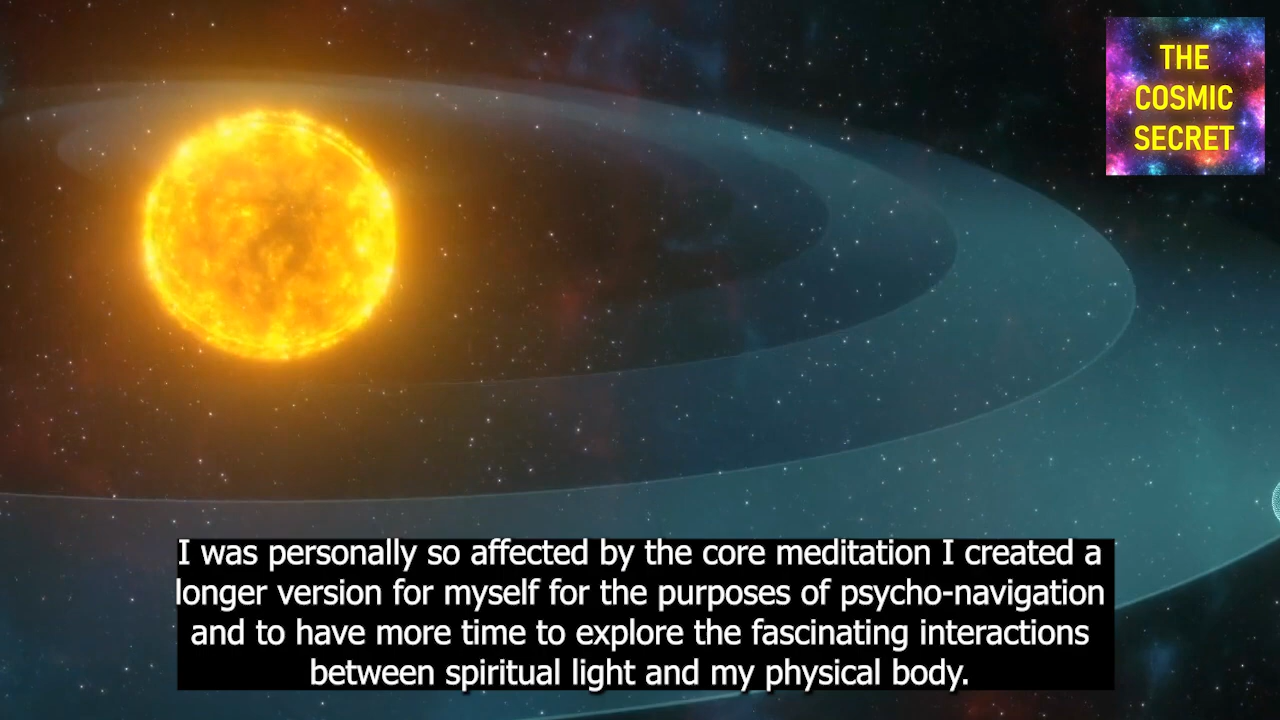 THE
COSMIC
SECRET
I was personally so affected by the core meditation I created a
longer version for myself for the purposes of psycho-navigation
and to have more time to explore the fascinating interactions
between spiritual light and my physical body.